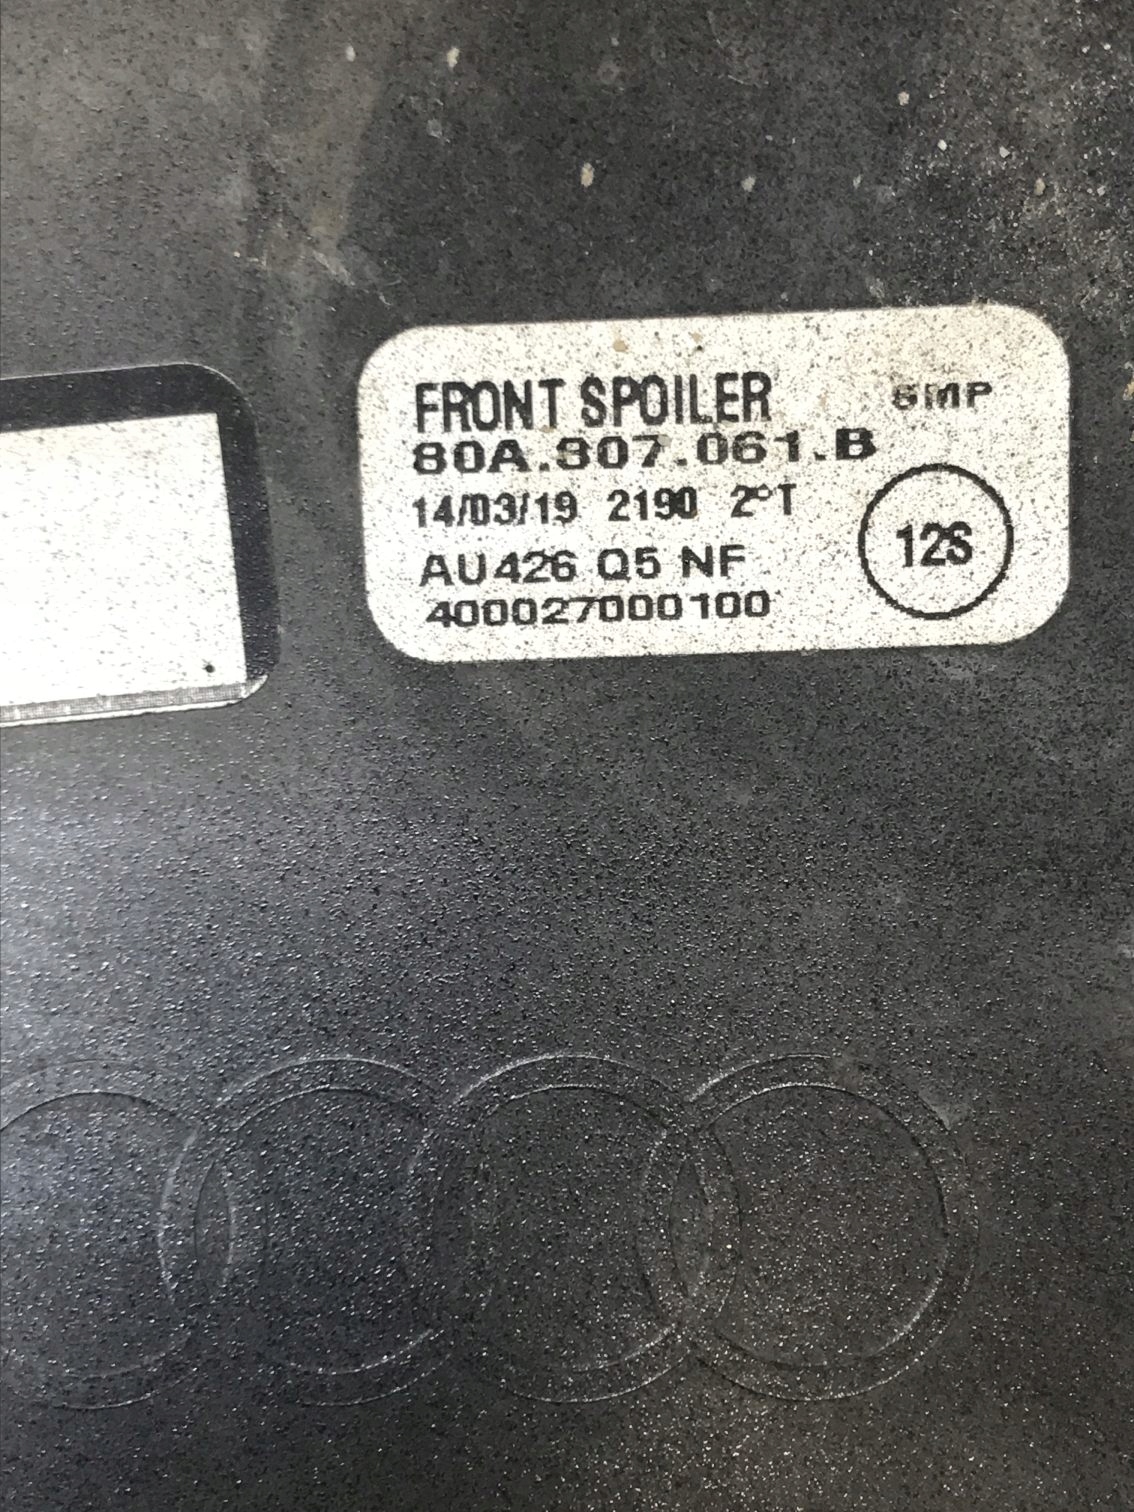 FRONT SPOILER SMP
80A.807.061.B
14/03/19 2190 2°T
12S
AU426 Q5 NF
400027000100